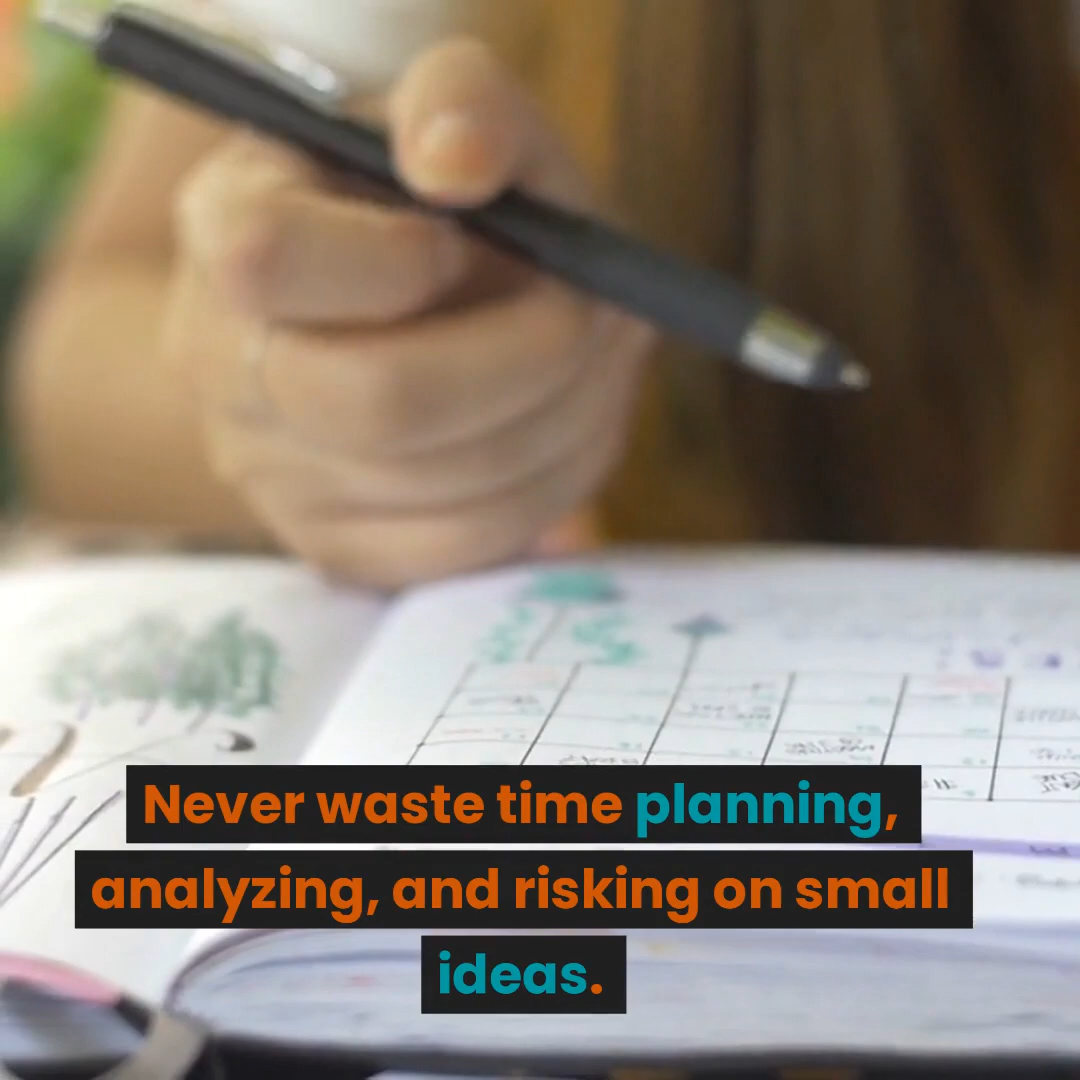 Never waste time planning,
analyzing, and risking on small
ideas.